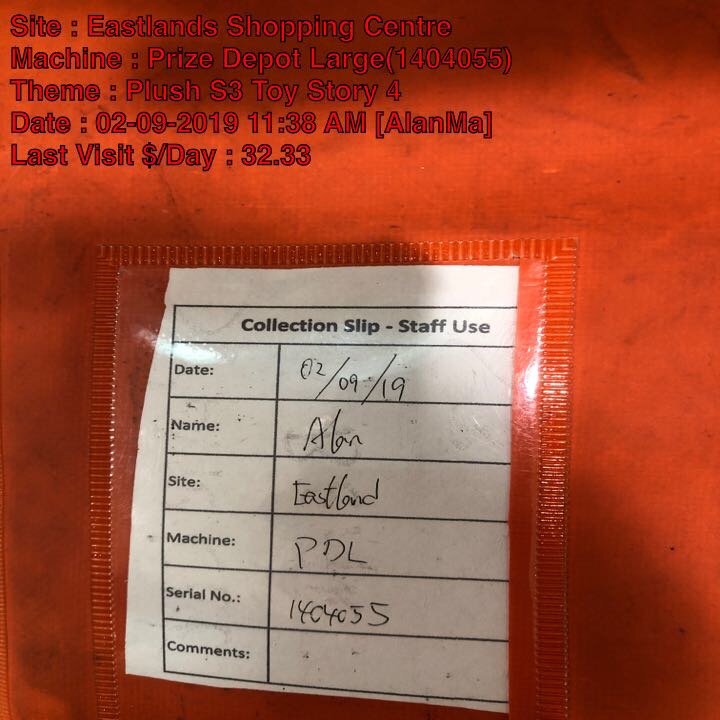 Site : Eastlands Shopping Centre
Machine : Prize Depot Large(1404055)
Theme : Plush S3 Toy Story 4
Date : 02-09-2019 11:38 AM [AlanMa]
Last Visit $/Day : 32.33
Collection Slip - Staff Use
Date: 02/09/19
Name: Alan
Site: Eastland
Machine: PDL
Serial No.: 1404055
Comments: